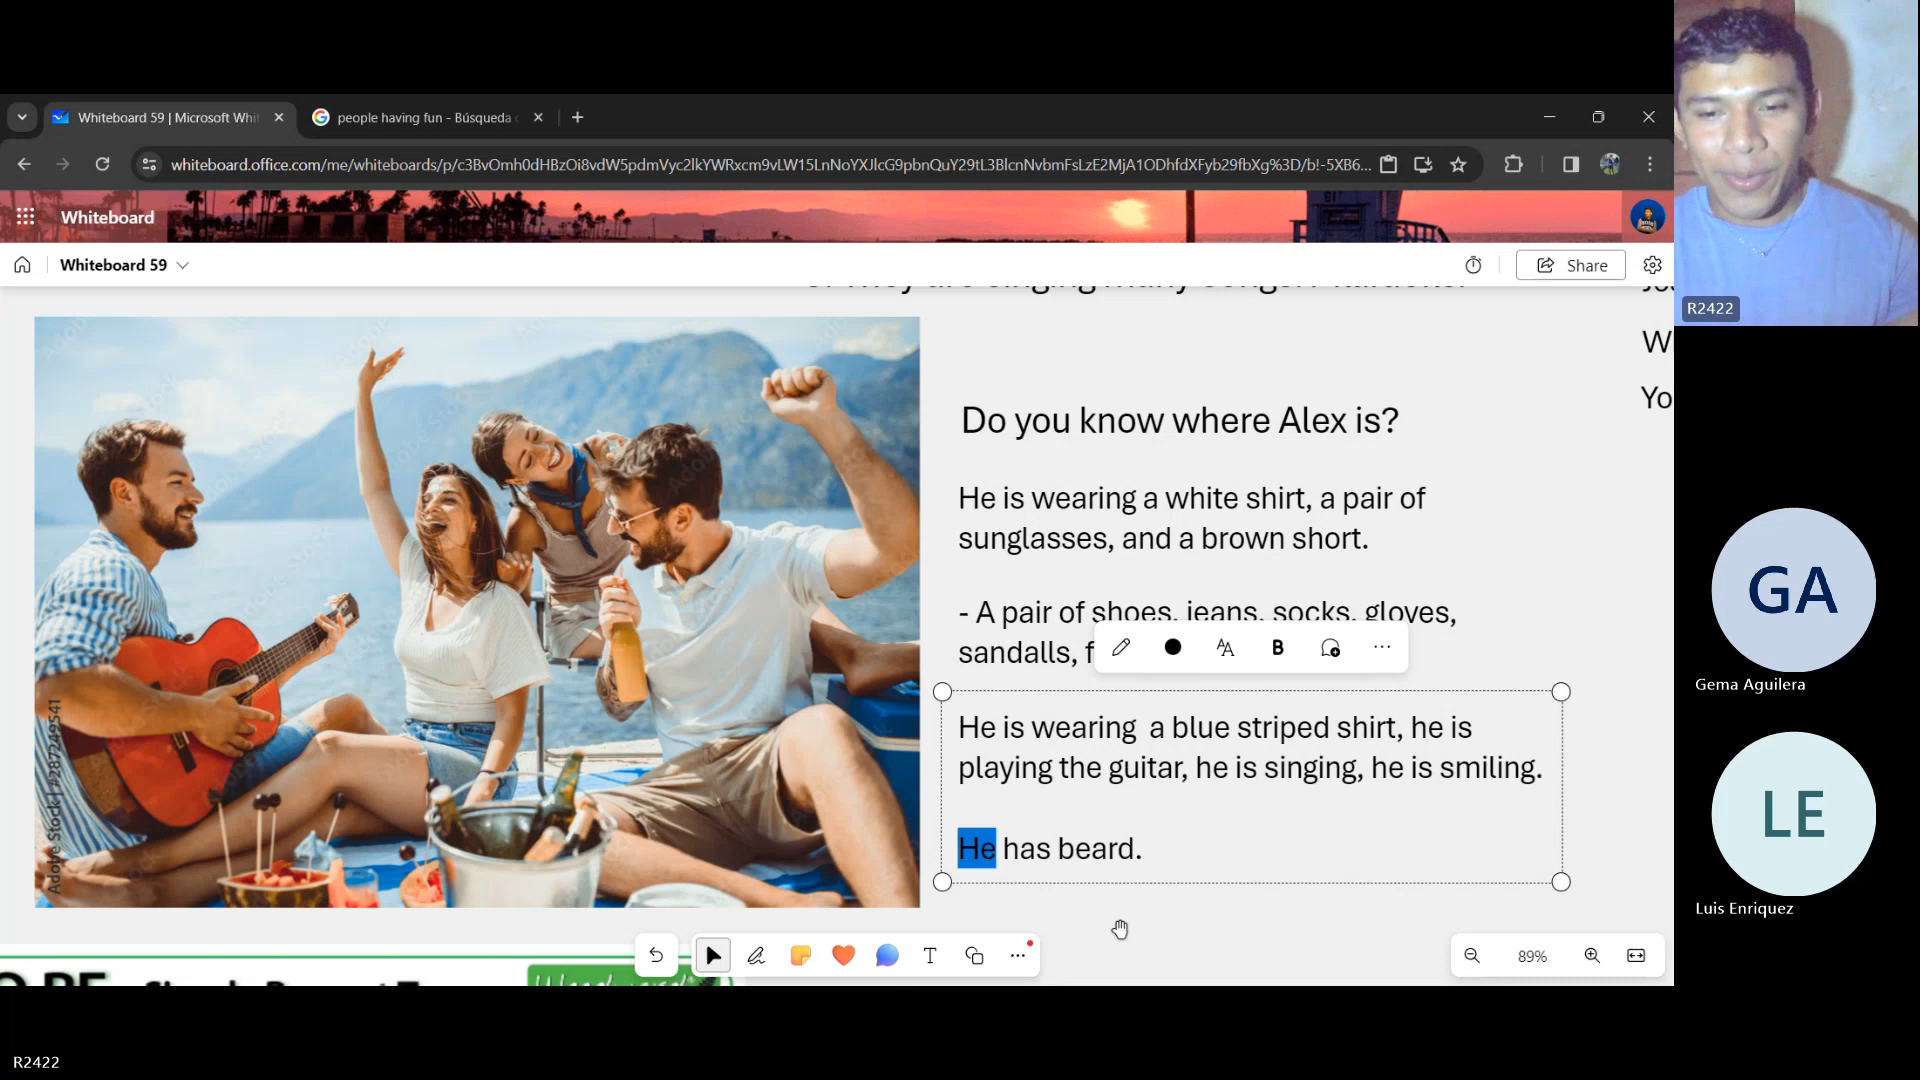 Whiteboard 59 | Microsoft Whi
people having fun - Búsqueda
whiteboard.office.com/me/whiteboards/p/c3BvOmh0dHBzOi8vdW5pdmVyc2lkYWRxcm9vLW15LnNoYXJlcG9pbnQuY29tL3BlcnNvbmFsLzE2MjA1ODhfdXFyb29fbXg%3D/b!-5XB6...
Whiteboard
Whiteboard 59
Share
W
Yo
Do you know where Alex is?
He is wearing a white shirt, a pair of
sunglasses, and a brown short.
- A pair of shoes, jeans, socks, gloves,
sandalls, f
B
He is wearing  a blue striped shirt, he is
playing the guitar, he is singing, he is smiling.
He has beard.
Adobe Stock | #287249541
89%
R2422
GA
Gema Aguilera
LE
Luis Enriquez
R2422